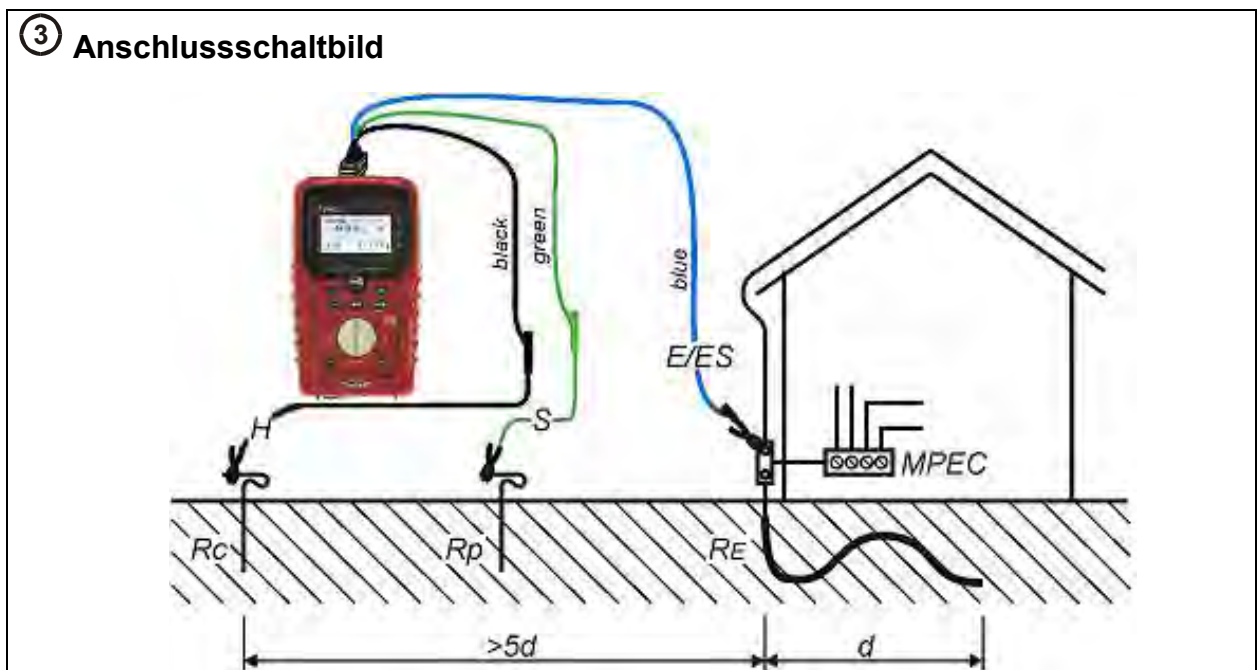 3 Anschlussschaltbild
black
green
blue
E/ES
H
S
MPEC
Rc
Rp
RE
>5d
d